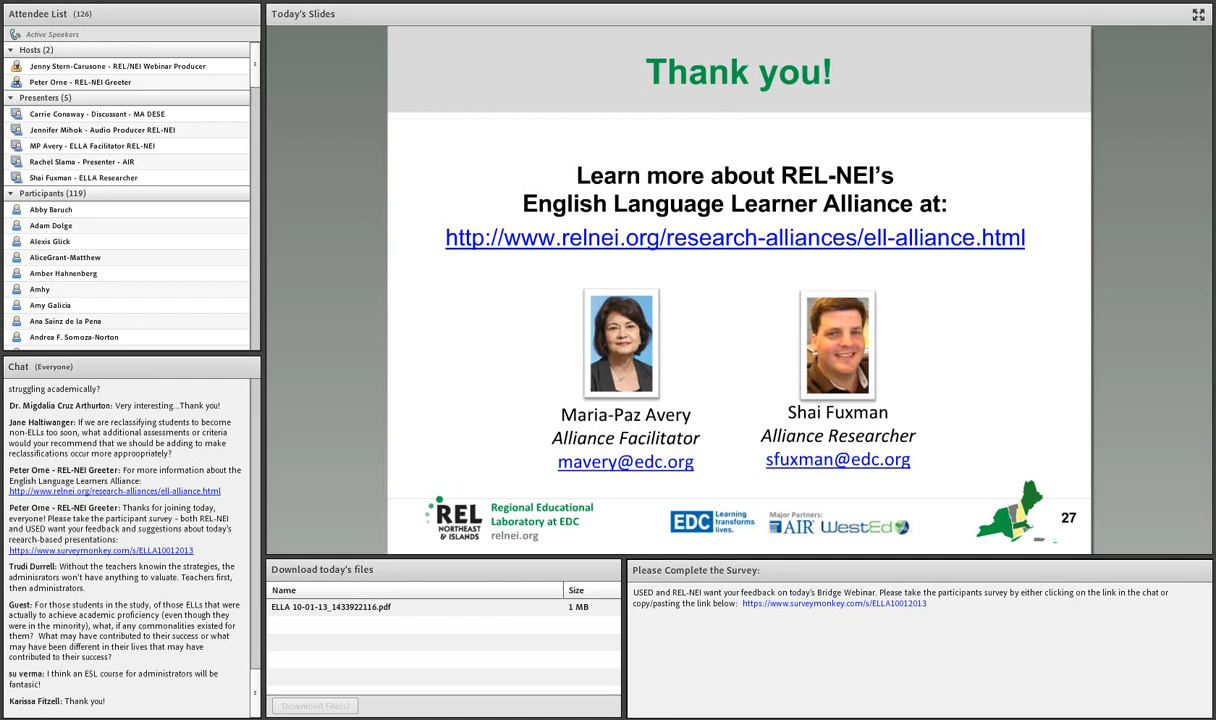 Attendee List (126)
Active Speakers
Hosts (2)
Jenny Stern-Carusone - REL/NEI Webinar Producer
Peter Orne - REL-NEI Greeter
Presenters (5)
Carrie Conaway - Discussant - MA DESE
Jennifer Mihok - Audio Producer REL-NEI
MP Avery - ELLA Facilitator REL-NEI
Rachel Slama - Presenter - AIR
Shai Fuxman - ELLA Researcher
Participants (119)
Abby Baruch
Adam Dolge
Alexis Glick
AliceGrant-Matthew
Amber Hahnenberg
Amhy
Amy Galicia
Ana Sainz de la Pena
Andrea F. Somoza-Norton
Chat (Everyone)
struggling academically?
Dr. Migdalia Cruz Arthurton: Very interesting...Thank you!
Jane Haltiwanger: If we are reclassifying students to become
non-ELLs too soon, what additional assessments or criteria
would your recommend that we should be adding to make
reclassifications occur more appropriately?
Peter Orne - REL-NEI Greeter: For more information about the
English Language Learners Alliance:
http://www.relnei.org/research-alliances/ell-alliance.html
Peter Orne - REL-NEI Greeter: Thanks for joining today,
everyone! Please take the participant survey - both REL-NEI
and USED want your feedback and suggestions about today's
research-based presentations:
https://www.surveymonkey.com/s/ELLA10012013
Trudi Durrell: Without the teachers knowin the strategies, the
adminisrators won't have anything to valuate. Teachers first,
then administrators.
Guest: For those students in the study, of those ELLs that were
actually to achieve academic proficiency (even though they
were in the minority), what, if any commonalities existed for
them? What may have contributed to their success or what
may have been different in their lives that may have
contributed to their success?
su verma: I think an ESL course for administrators will be
fantasic!
Karissa Fitzell: Thank you!
Today's Slides
Thank you!
Learn more about REL-NEI's
English Language Learner Alliance at:
http://www.relnei.org/research-alliances/ell-alliance.html
Maria-Paz Avery
Alliance Facilitator
mavery@edc.org
Shai Fuxman
Alliance Researcher
sfuxman@edc.org
REL
NORTHEAST
& ISLANDS
Regional Educational
Laboratory at EDC
relnei.org
EDC Learning
transforms
lives.
Major Partners:
AIR WestEd
27
Download today's files
Name Size
ELLA 10-01-13_1433922116.pdf 1 MB
Download File(s)
Please Complete the Survey:
USED and REL-NEI want your feedback on today's Bridge Webinar. Please take the participants survey by either clicking on the link in the chat or
copy/pasting the link below: https://www.surveymonkey.com/s/ELLA10012013